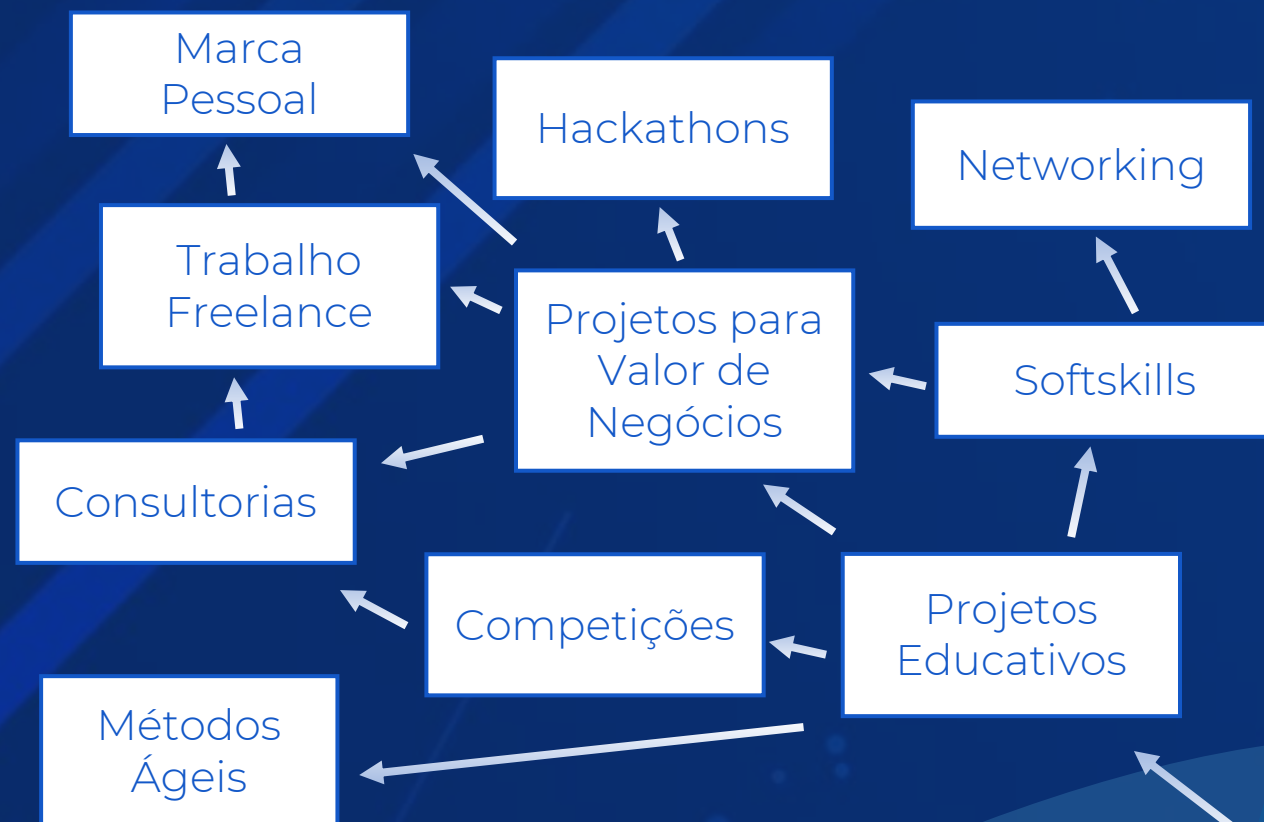 Marca
Pessoal
Hackathons
Networking
Trabalho
Freelance
Projetos para
Valor de
Negócios
Softskills
Consultorias
Competições
Projetos
Educativos
Métodos
Ágeis